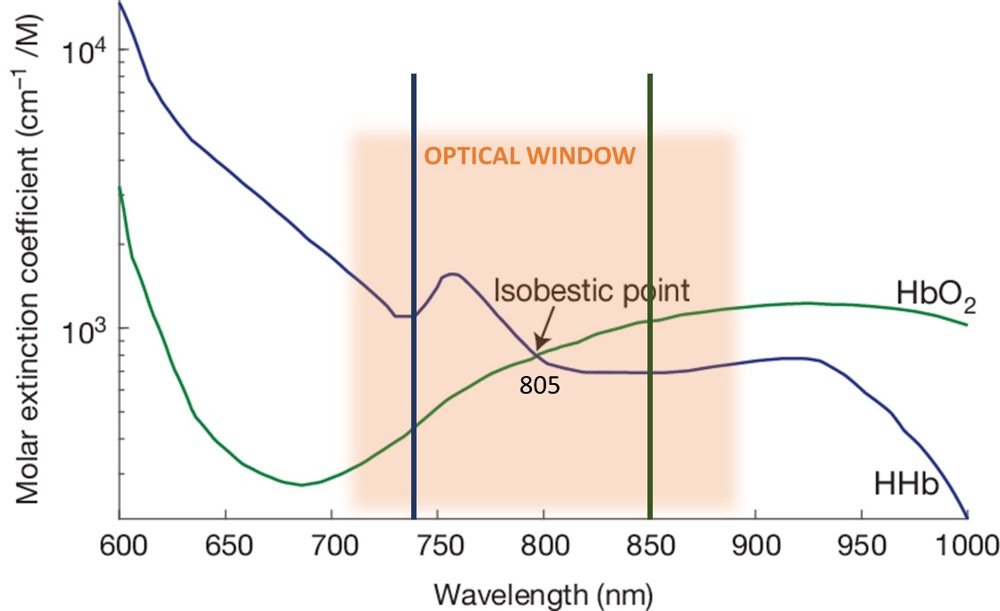 Molar extinction coefficient (cm⁻¹ /M)
10⁴
10³
OPTICAL WINDOW
Isobestic point
805
HbO₂
HHb
600 650 700 750 800 850 900 950 1000
Wavelength (nm)